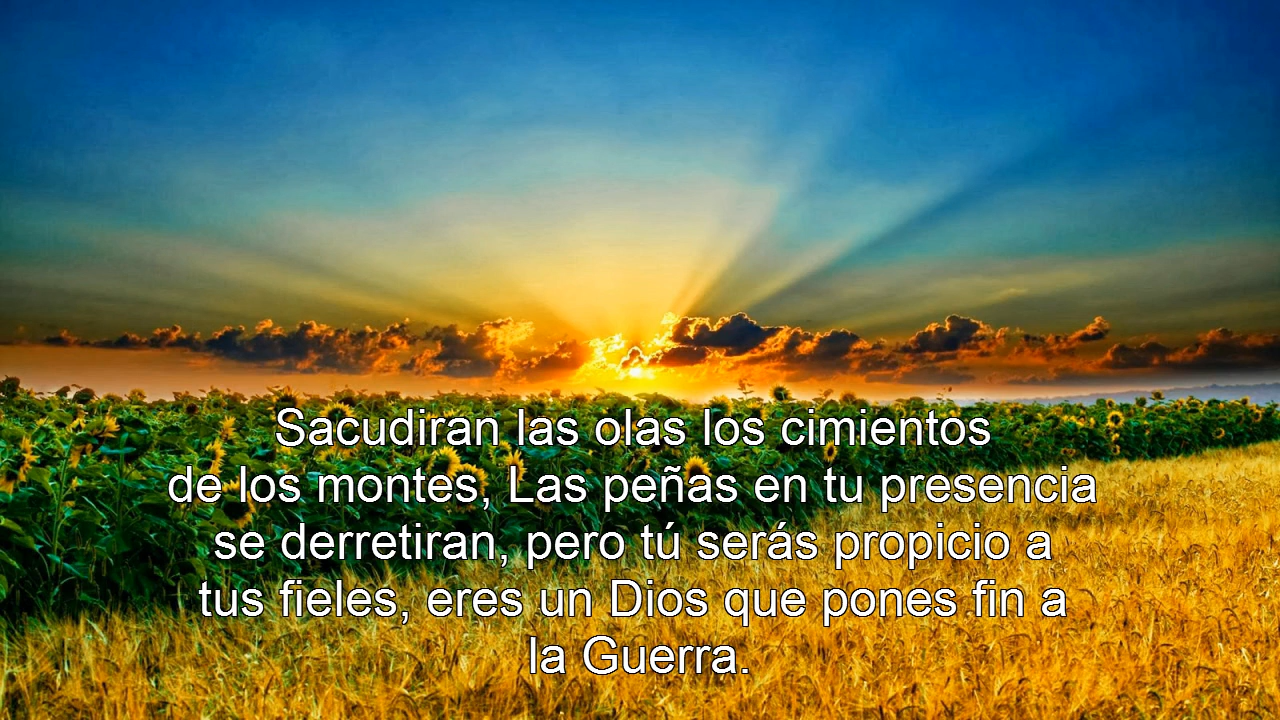 Sacudiran las olas los cimientos
de los montes, Las peñas en tu presencia
se derretiran, pero tú serás propicio a
tus fieles, eres un Dios que pones fin a
la Guerra.